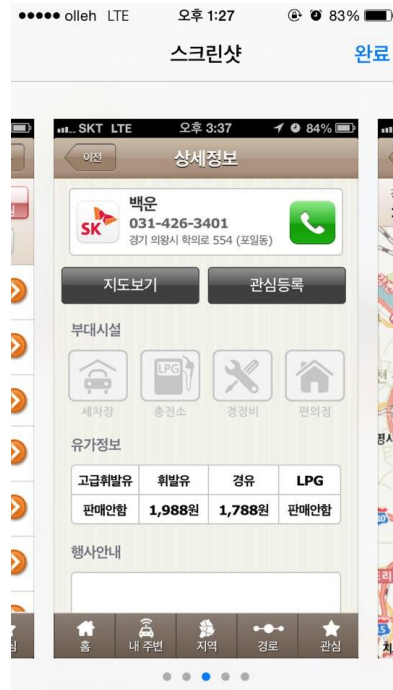 olleh LTE 오후 1:27 83%
스크린샷 완료
SKT LTE 오후 3:37 84%
이전 상세정보
SK
백운
031-426-3401
경기 의왕시 학의로 554 (포일동)
지도보기 관심등록
부대시설
LPG
세차장 충전소 경정비 편의점
유가정보
고급휘발유 휘발유 경유 LPG
판매안함 1,988원 1,788원 판매안함
행사안내
홈 내 주변 지역 경로 관심